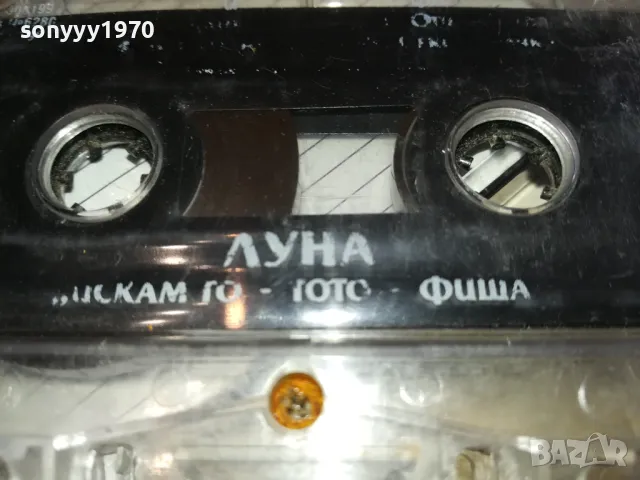 sonyyy1970
ЛУНА
„ИСКАМ ГО - ТОТО - ФИША
BAZAR